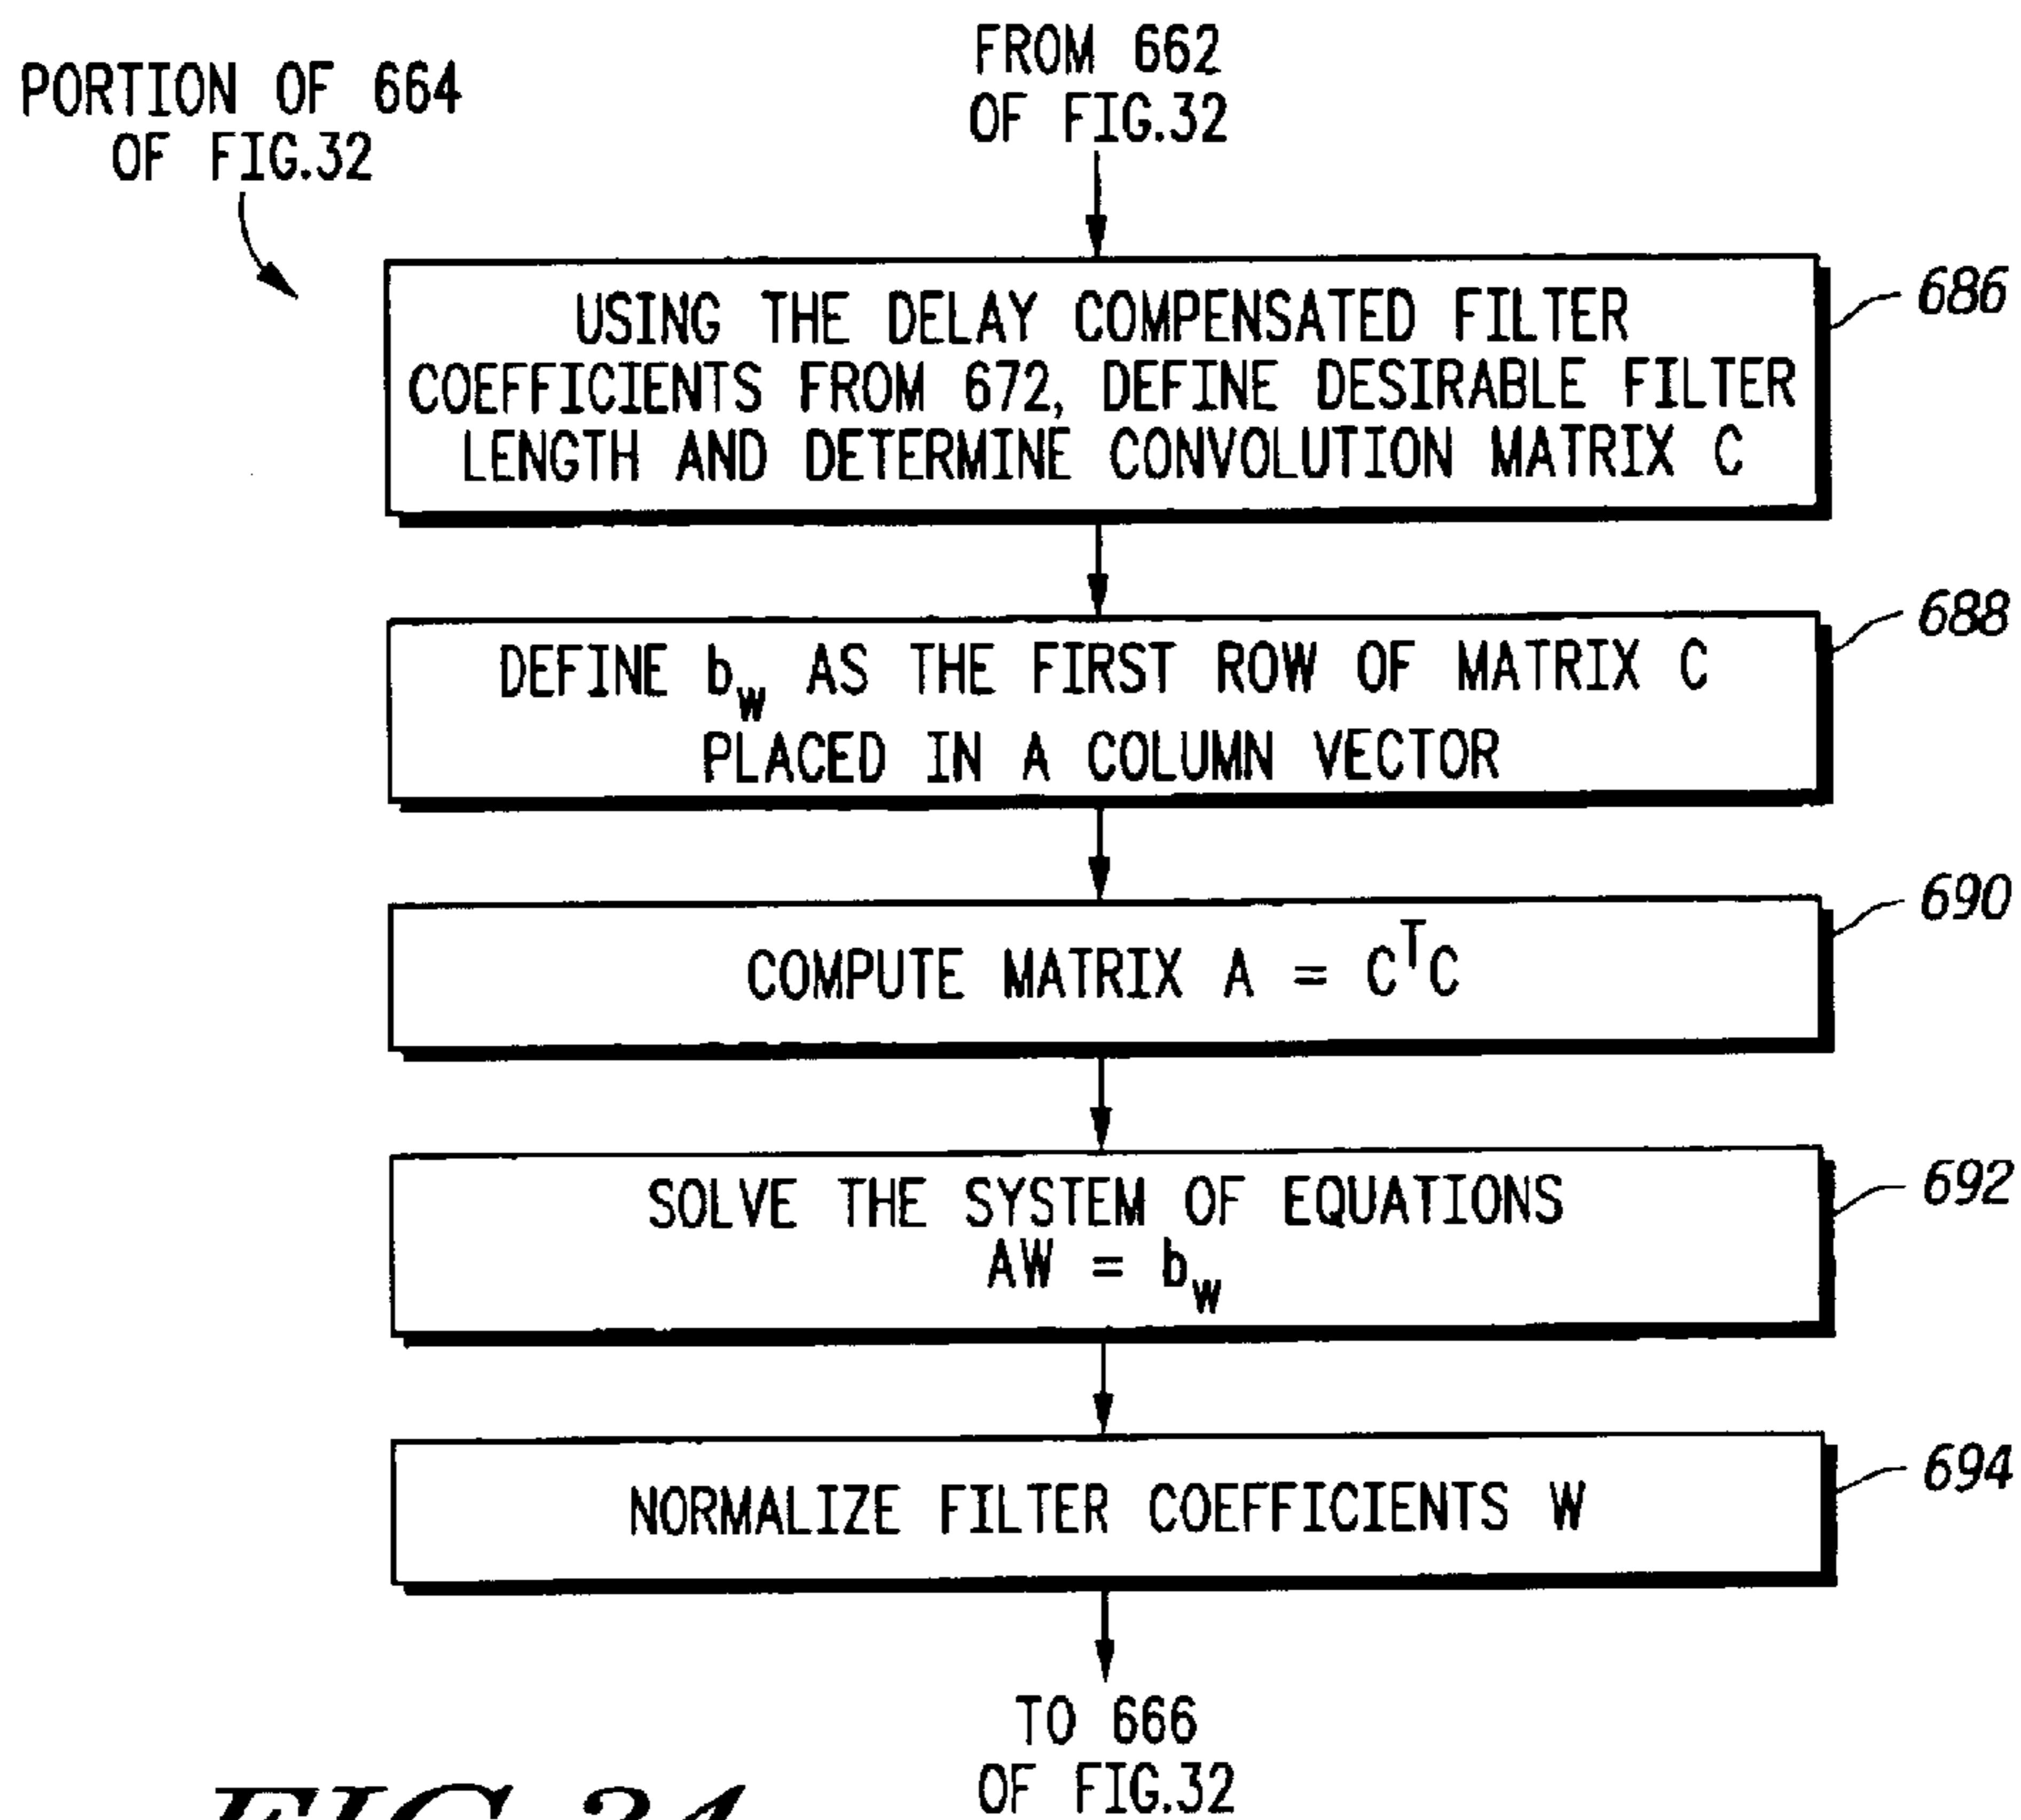 PORTION OF 664
OF FIG.32
FROM 662
OF FIG.32
USING THE DELAY COMPENSATED FILTER
COEFFICIENTS FROM 672, DEFINE DESIRABLE FILTER
LENGTH AND DETERMINE CONVOLUTION MATRIX C
686
DEFINE b_w AS THE FIRST ROW OF MATRIX C
PLACED IN A COLUMN VECTOR
688
COMPUTE MATRIX A = C^T C
690
SOLVE THE SYSTEM OF EQUATIONS
AW = b_w
692
NORMALIZE FILTER COEFFICIENTS W
694
TO 666
OF FIG.32
FIG.34